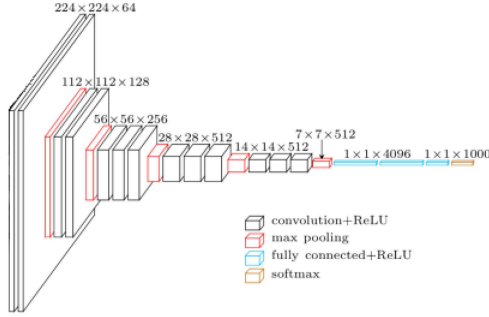 224×224×64
112×112×128
56×56×256
28×28×512
14×14×512
7×7×512
1×1×4096
1×1×1000
convolution+ReLU
max pooling
fully connected+ReLU
softmax